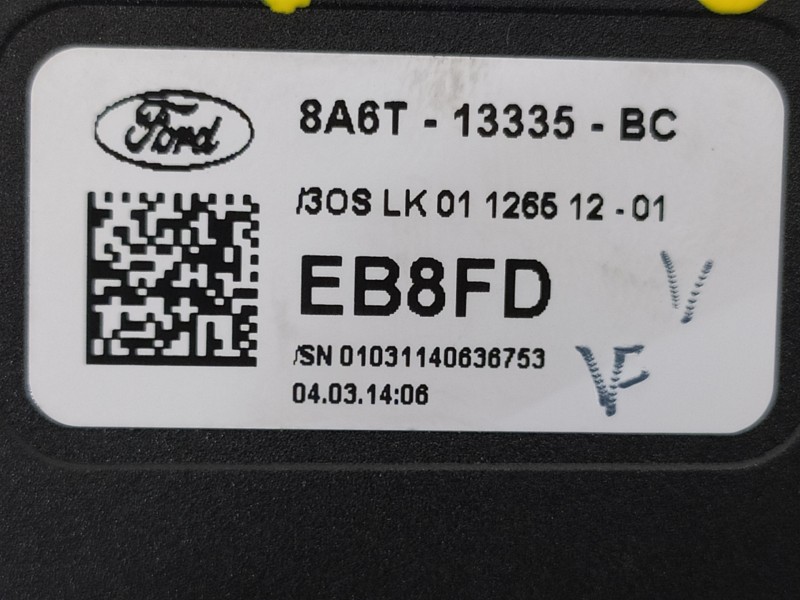 Ford
8A6T - 13335 - BC
/3OS LK 01 1265 12 - 01
EB8FD
/SN 01031140636753
04.03.14:06
V
VF